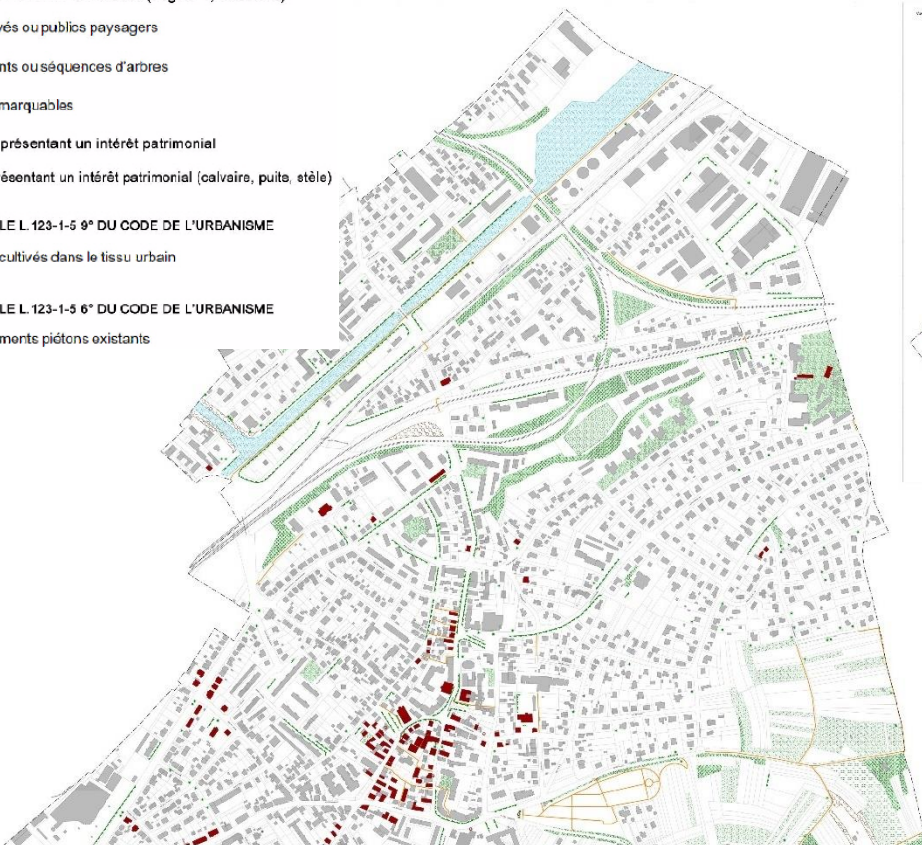 vés ou publics paysagers
nts ou séquences d'arbres
marquables
présentant un intérêt patrimonial
ésentant un intérêt patrimonial (calvaire, puits, stèle)
LE L. 123-1-5 9° DU CODE DE L'URBANISME
cultivés dans le tissu urbain
LE L. 123-1-5 6° DU CODE DE L'URBANISME
ments piétons existants